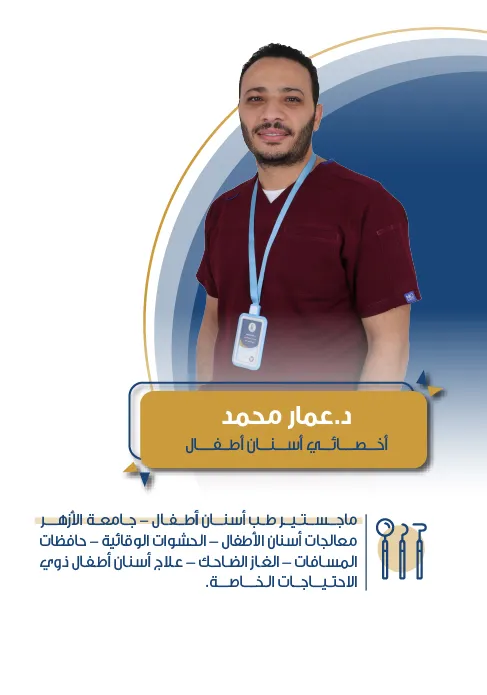 د.عمار محمد
أخصائي أسنان أطفال
ماجستير طب أسنان أطفال – جامعة الأزهر
معالجات أسنان الأطفال – الحشوات الوقائية – حافظات
المسافات – الغاز الضاحك – علاج أسنان أطفال ذوي
الاحتياجات الخاصة.